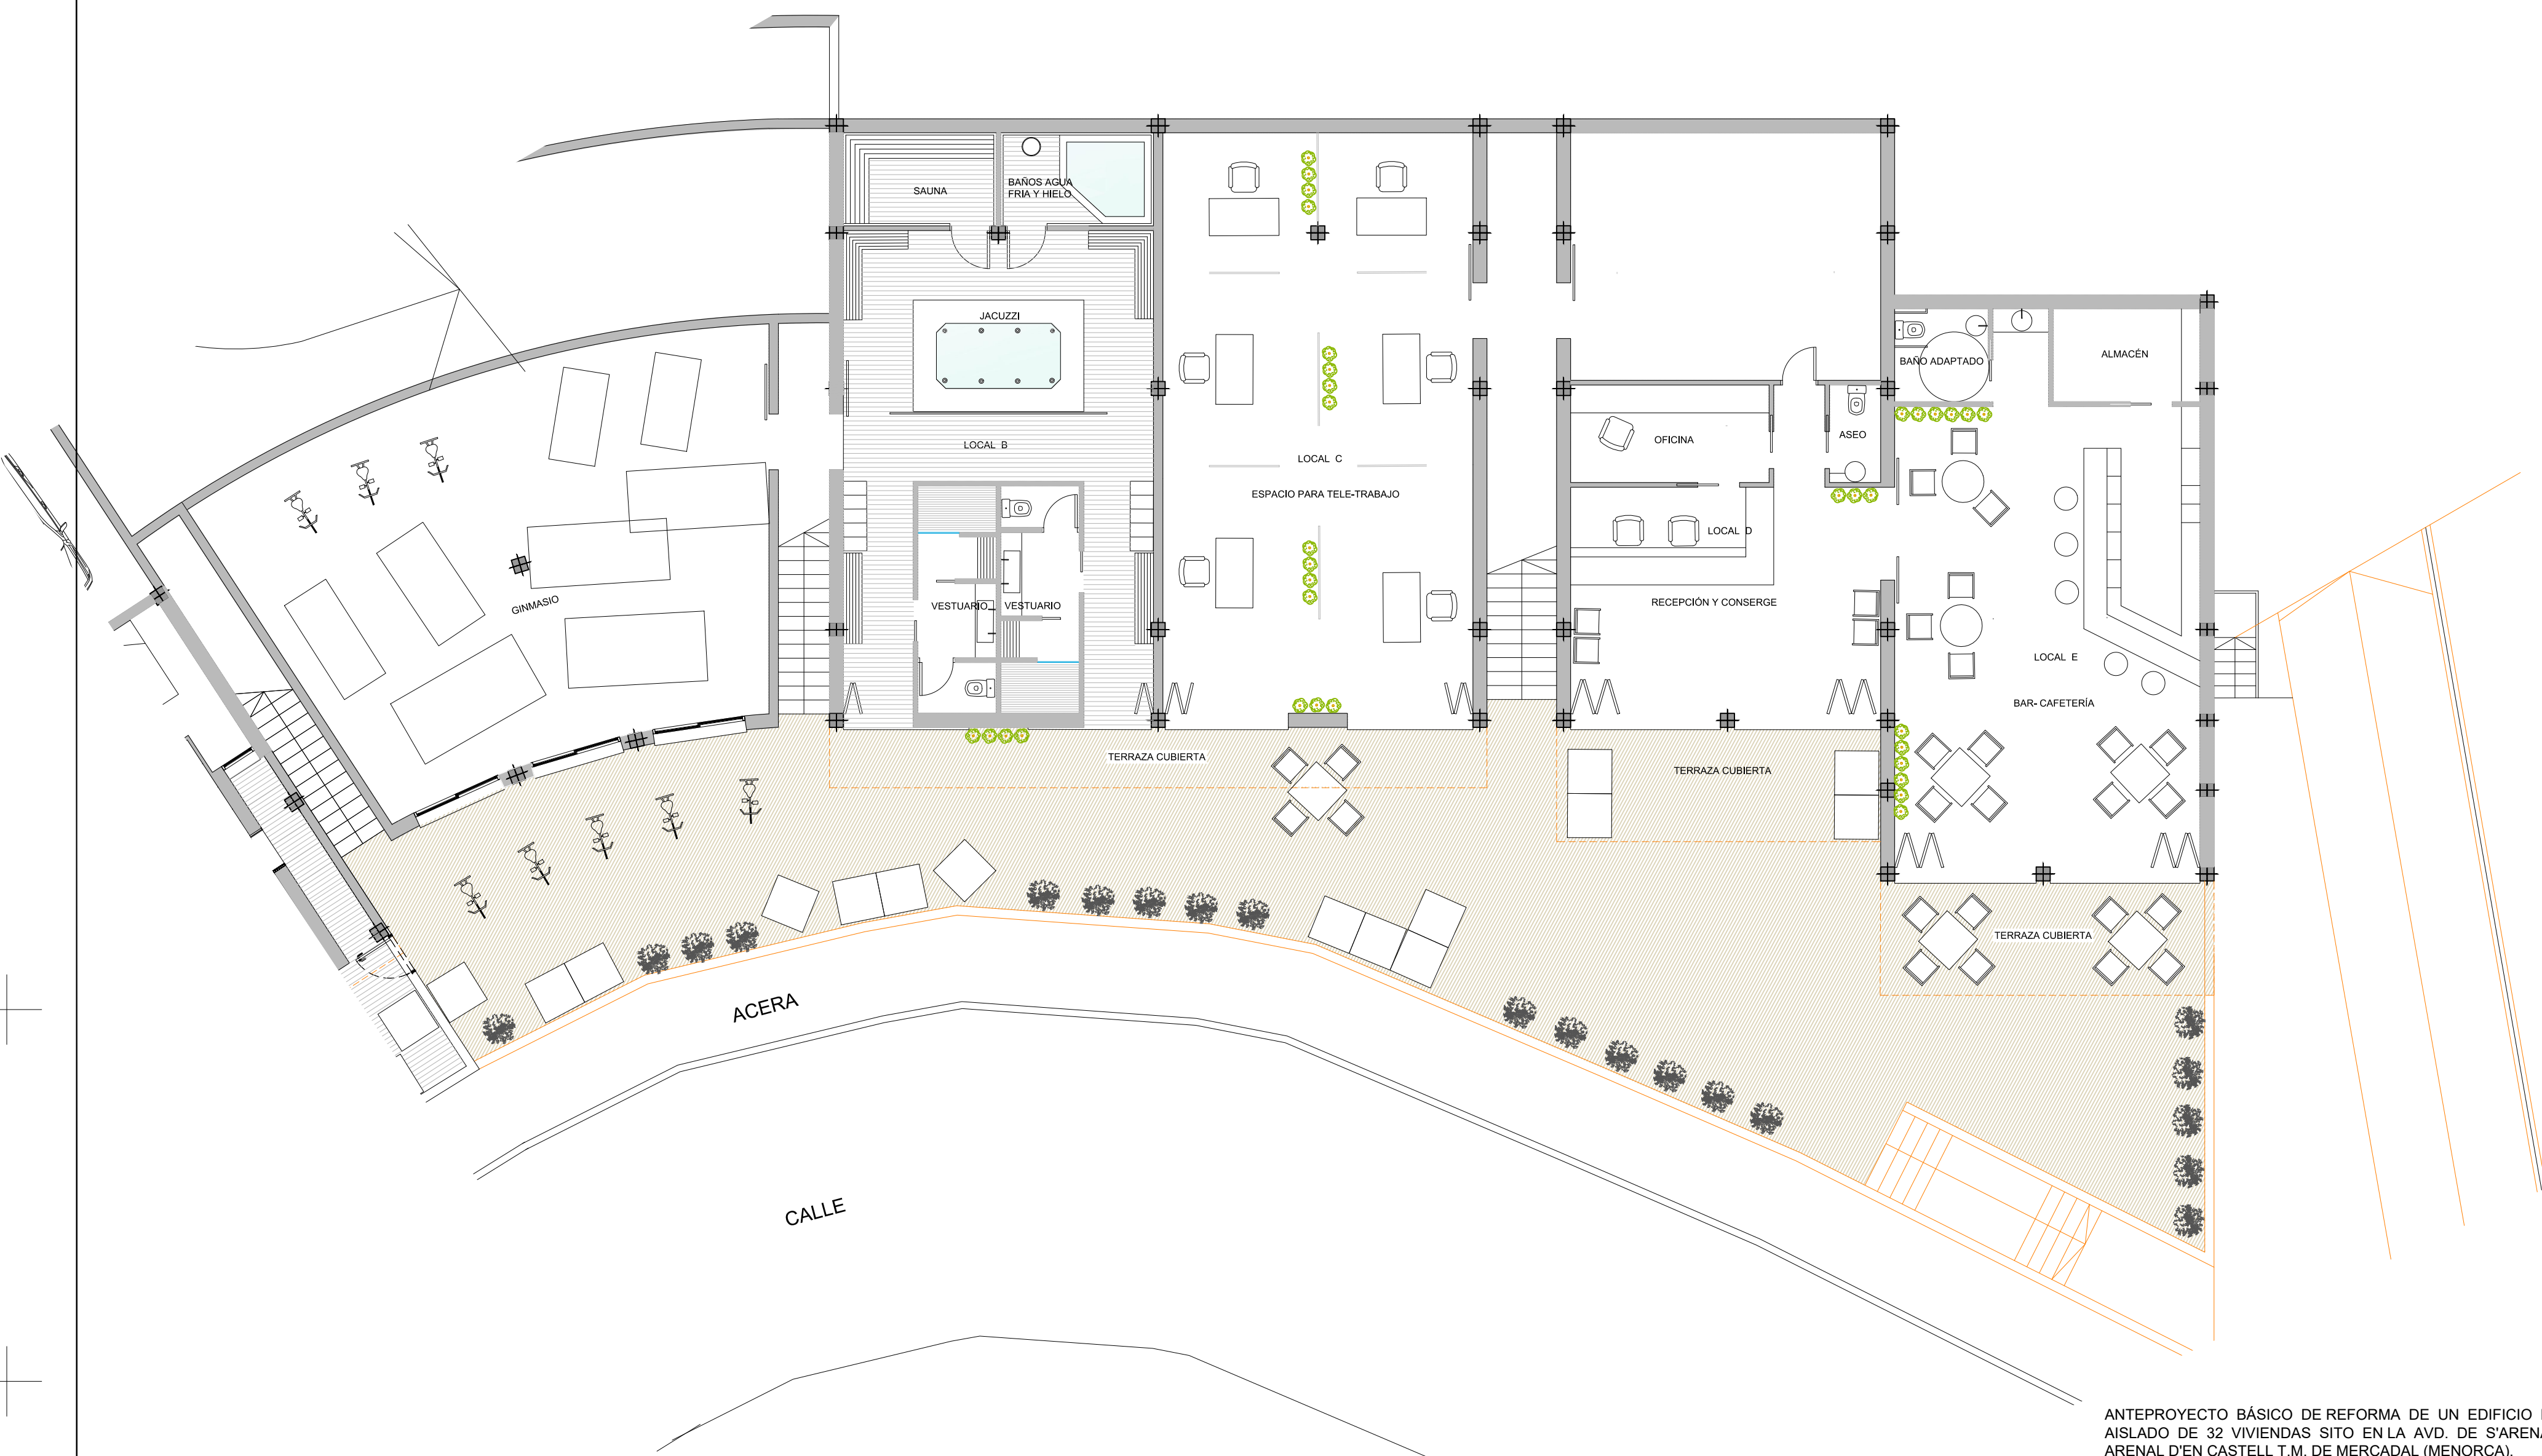 SAUNA
BAÑOS AGUA
FRIA Y HIELO
JACUZZI
BAÑO ADAPTADO
ALMACÉN
LOCAL B
LOCAL C
OFICINA
ASEO
ESPACIO PARA TELE-TRABAJO
LOCAL D
GINMASIO
VESTUARIO
VESTUARIO
RECEPCIÓN Y CONSERGE
LOCAL E
BAR- CAFETERÍA
TERRAZA CUBIERTA
TERRAZA CUBIERTA
TERRAZA CUBIERTA
ACERA
CALLE
ANTEPROYECTO BÁSICO DE REFORMA DE UN EDIFICIO
AISLADO DE 32 VIVIENDAS SITO EN LA AVD. DE S'ARENA
ARENAL D'EN CASTELL T.M. DE MERCADAL (MENORCA).